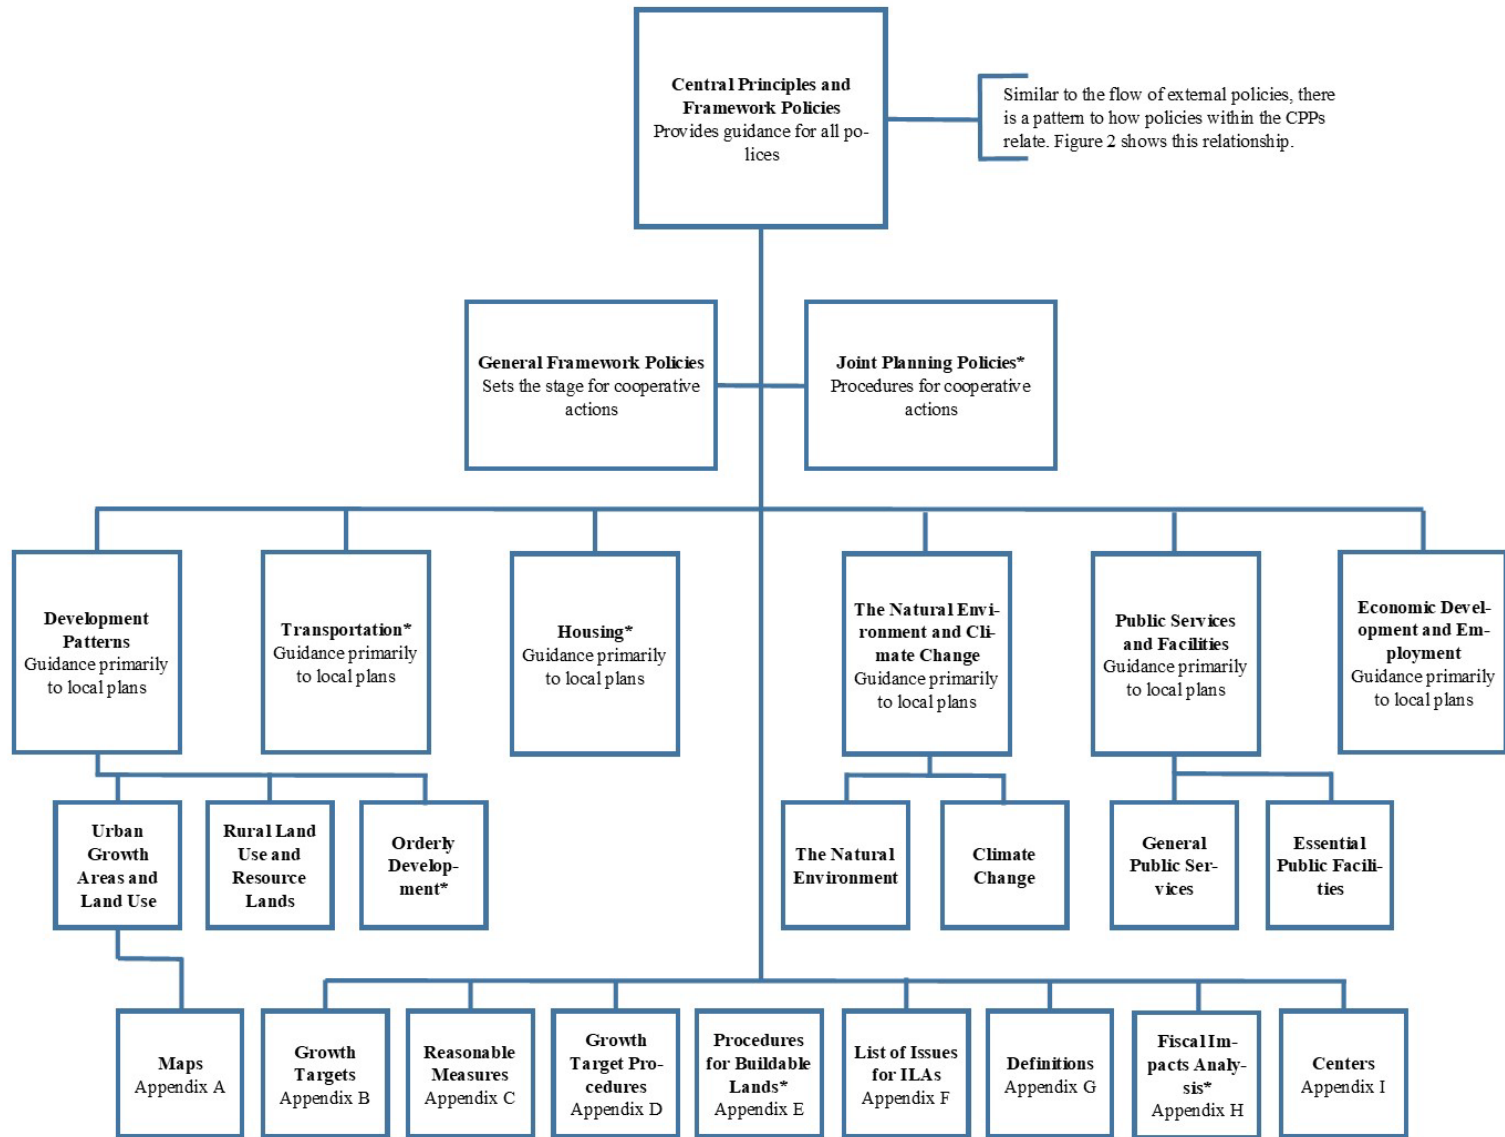 Central Principles and
Framework Policies
Provides guidance for all po-
lices
Similar to the flow of external policies, there
is a pattern to how policies within the CPPs
relate. Figure 2 shows this relationship.
General Framework Policies
Sets the stage for cooperative
actions
Joint Planning Policies*
Procedures for cooperative
actions
Development
Patterns
Guidance primarily
to local plans
Transportation*
Guidance primarily
to local plans
Housing*
Guidance primarily
to local plans
The Natural Envi-
ronment and Cli-
mate Change
Guidance primarily
to local plans
Public Services
and Facilities
Guidance primarily
to local plans
Economic Devel-
opment and Em-
ployment
Guidance primarily
to local plans
Urban
Growth
Areas and
Land Use
Rural Land
Use and
Resource
Lands
Orderly
Develop-
ment*
The Natural
Environment
Climate
Change
General
Public Ser-
vices
Essential
Public Facili-
ties
Maps
Appendix A
Growth
Targets
Appendix B
Reasonable
Measures
Appendix C
Growth
Target Pro-
cedures
Appendix D
Procedures
for Buildable
Lands*
Appendix E
List of Issues
for ILAs
Appendix F
Definitions
Appendix G
Fiscal Im-
pacts Analy-
sis*
Appendix H
Centers
Appendix I